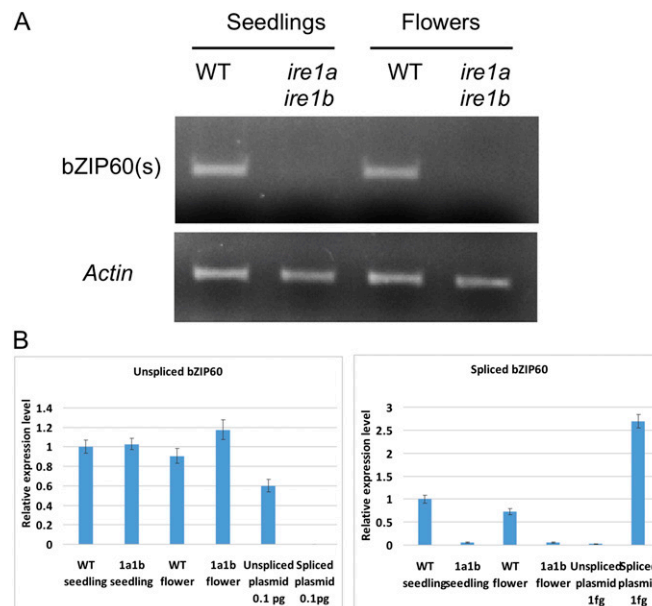 A
Seedlings Flowers
WT ire1a WT ire1a
ire1b ire1b
bZIP60(s)
Actin
B
Unspliced bZIP60
Relative expression level
1.4
1.2
1
0.8
0.6
0.4
0.2
0
WT 1a1b WT 1a1b Unspliced Spliced
seedling seedling flower flower plasmid plasmid
0.1 pg 0.1pg
Spliced bZIP60
Relative expression level
3
2.5
2
1.5
1
0.5
0
WT 1a1b WT 1a1b Unspliced Spliced
seedling seedling flower flower plasmid plasmid
1fg 1fg